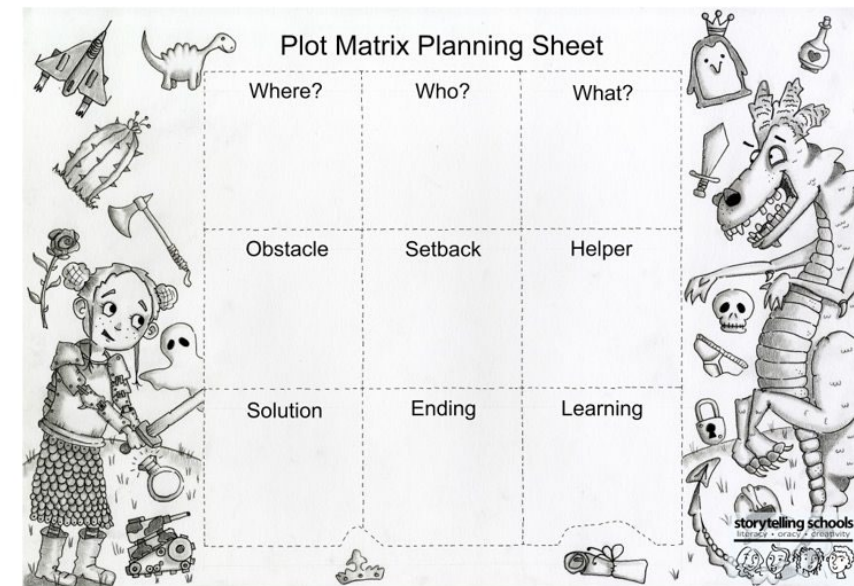 Plot Matrix Planning Sheet
Where? Who? What?
Obstacle Setback Helper
Solution Ending Learning
storytelling schools
literacy • oracy • creativity